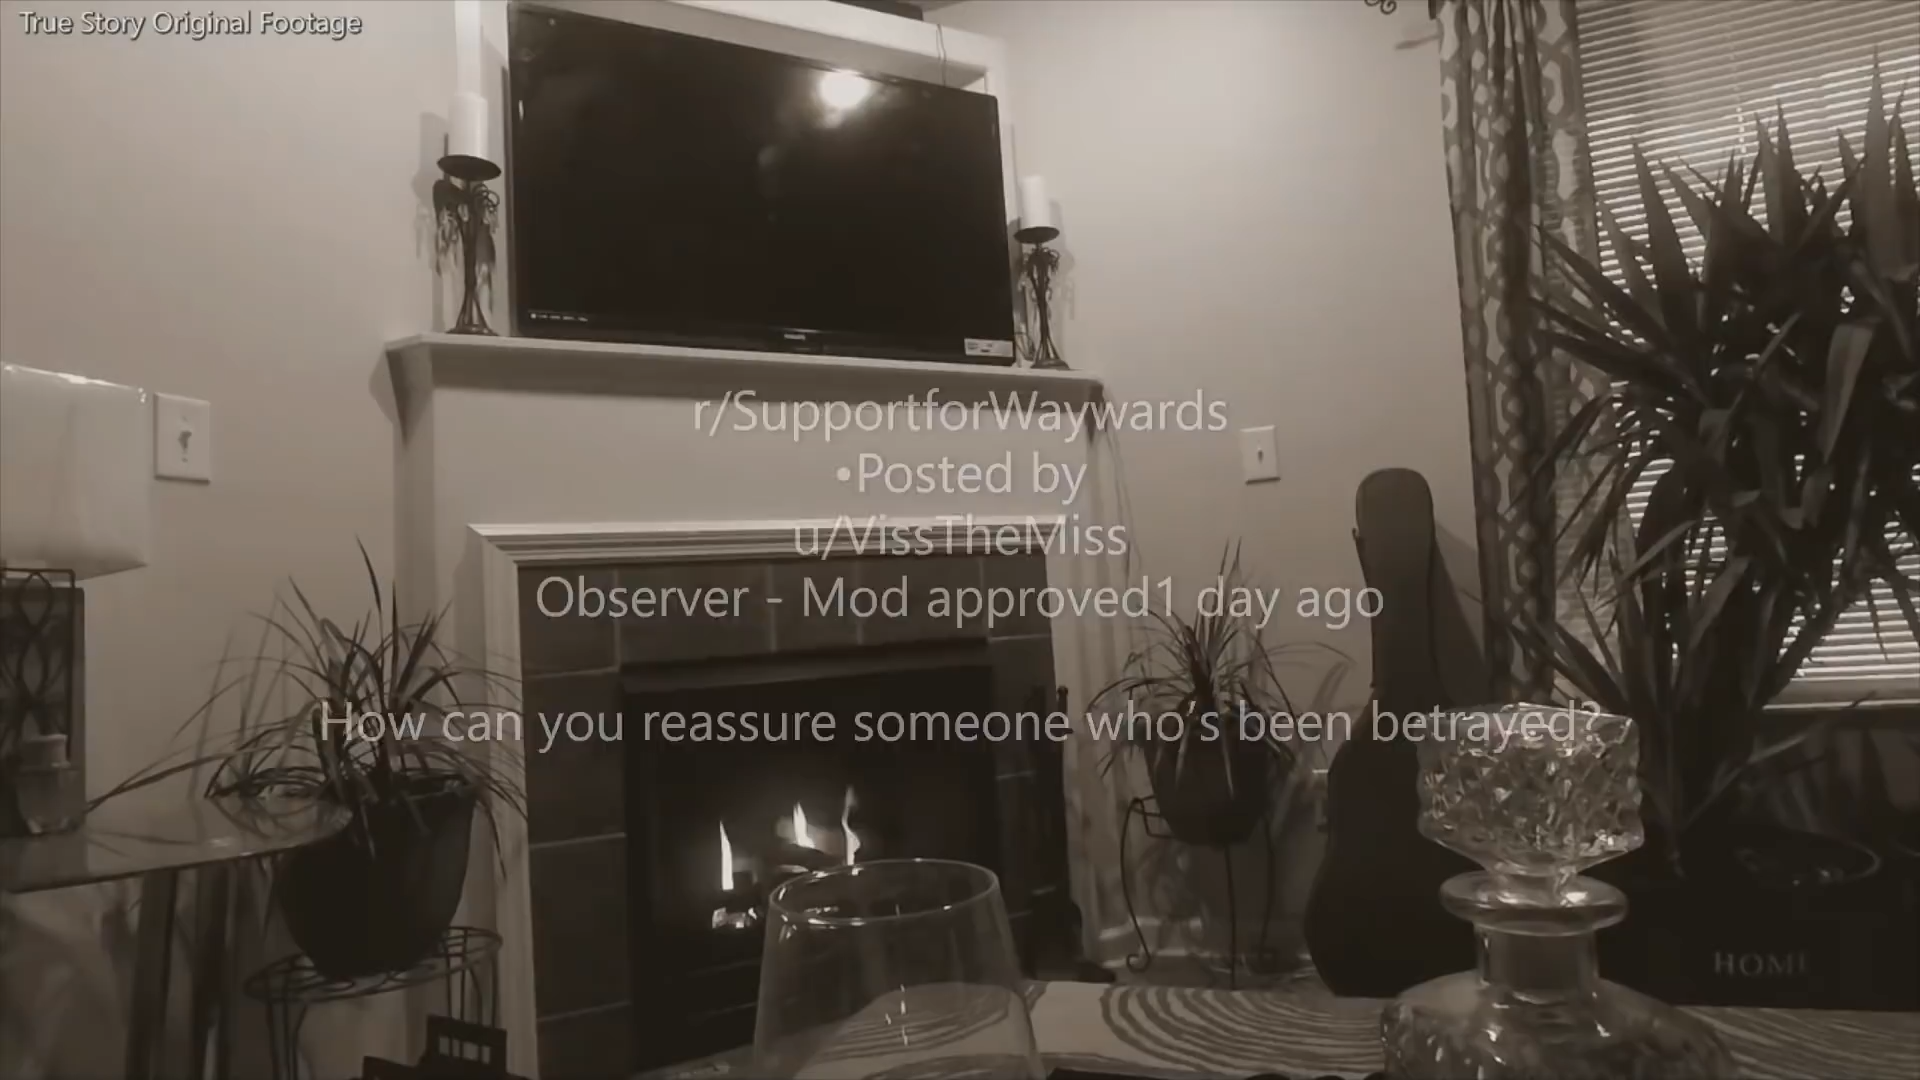 True Story Original Footage
r/SupportforWaywards
•Posted by
u/VissTheMiss
Observer - Mod approved1 day ago
How can you reassure someone who's been betrayed?
HOME